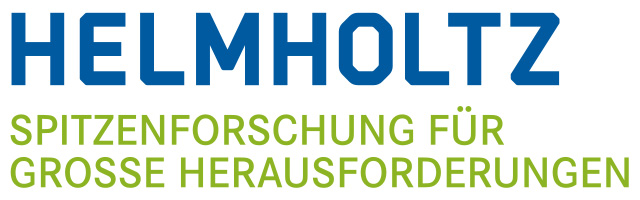 HELMHOLTZ
SPITZENFORSCHUNG FÜR
GROSSE HERAUSFORDERUNGEN